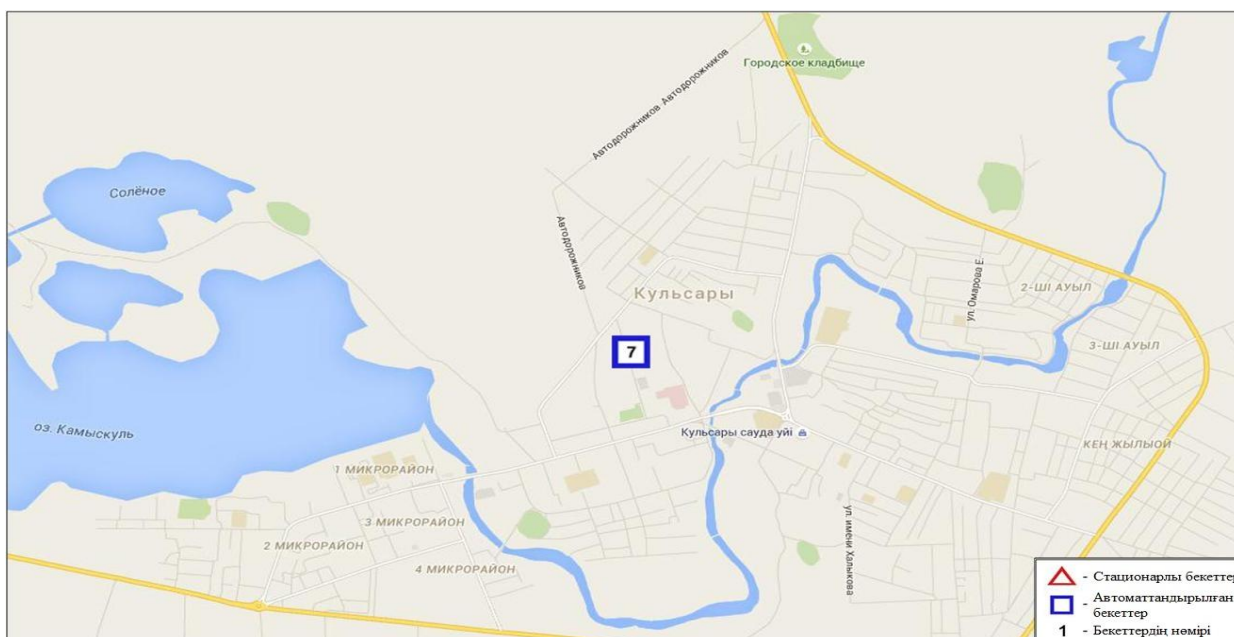 Городское кладбище
Автодорожников Автодорожников
Солёное
Автодорожников
ул. Омарова Е.
2-ШІ АУЫЛ
Кульсары
3-ШІ АУЫЛ
7
оз. Камыскуль
Кульсары сауда уйі
КЕҢ ЖЫЛЫОЙ
1 МИКРОРАЙОН
3 МИКРОРАЙОН
2 МИКРОРАЙОН
4 МИКРОРАЙОН
ул. имени Халыкова
- Стационарлы бекеттер
- Автоматтандырылған
бекеттер
1 - Бекеттердің нөмірі